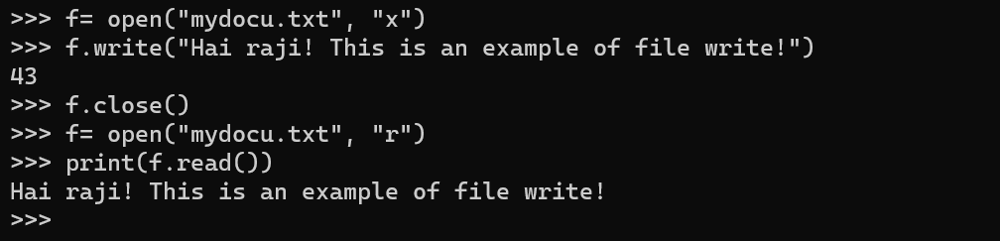 >>> f= open("mydocu.txt", "x")
>>> f.write("Hai raji! This is an example of file write!")
43
>>> f.close()
>>> f= open("mydocu.txt", "r")
>>> print(f.read())
Hai raji! This is an example of file write!
>>>